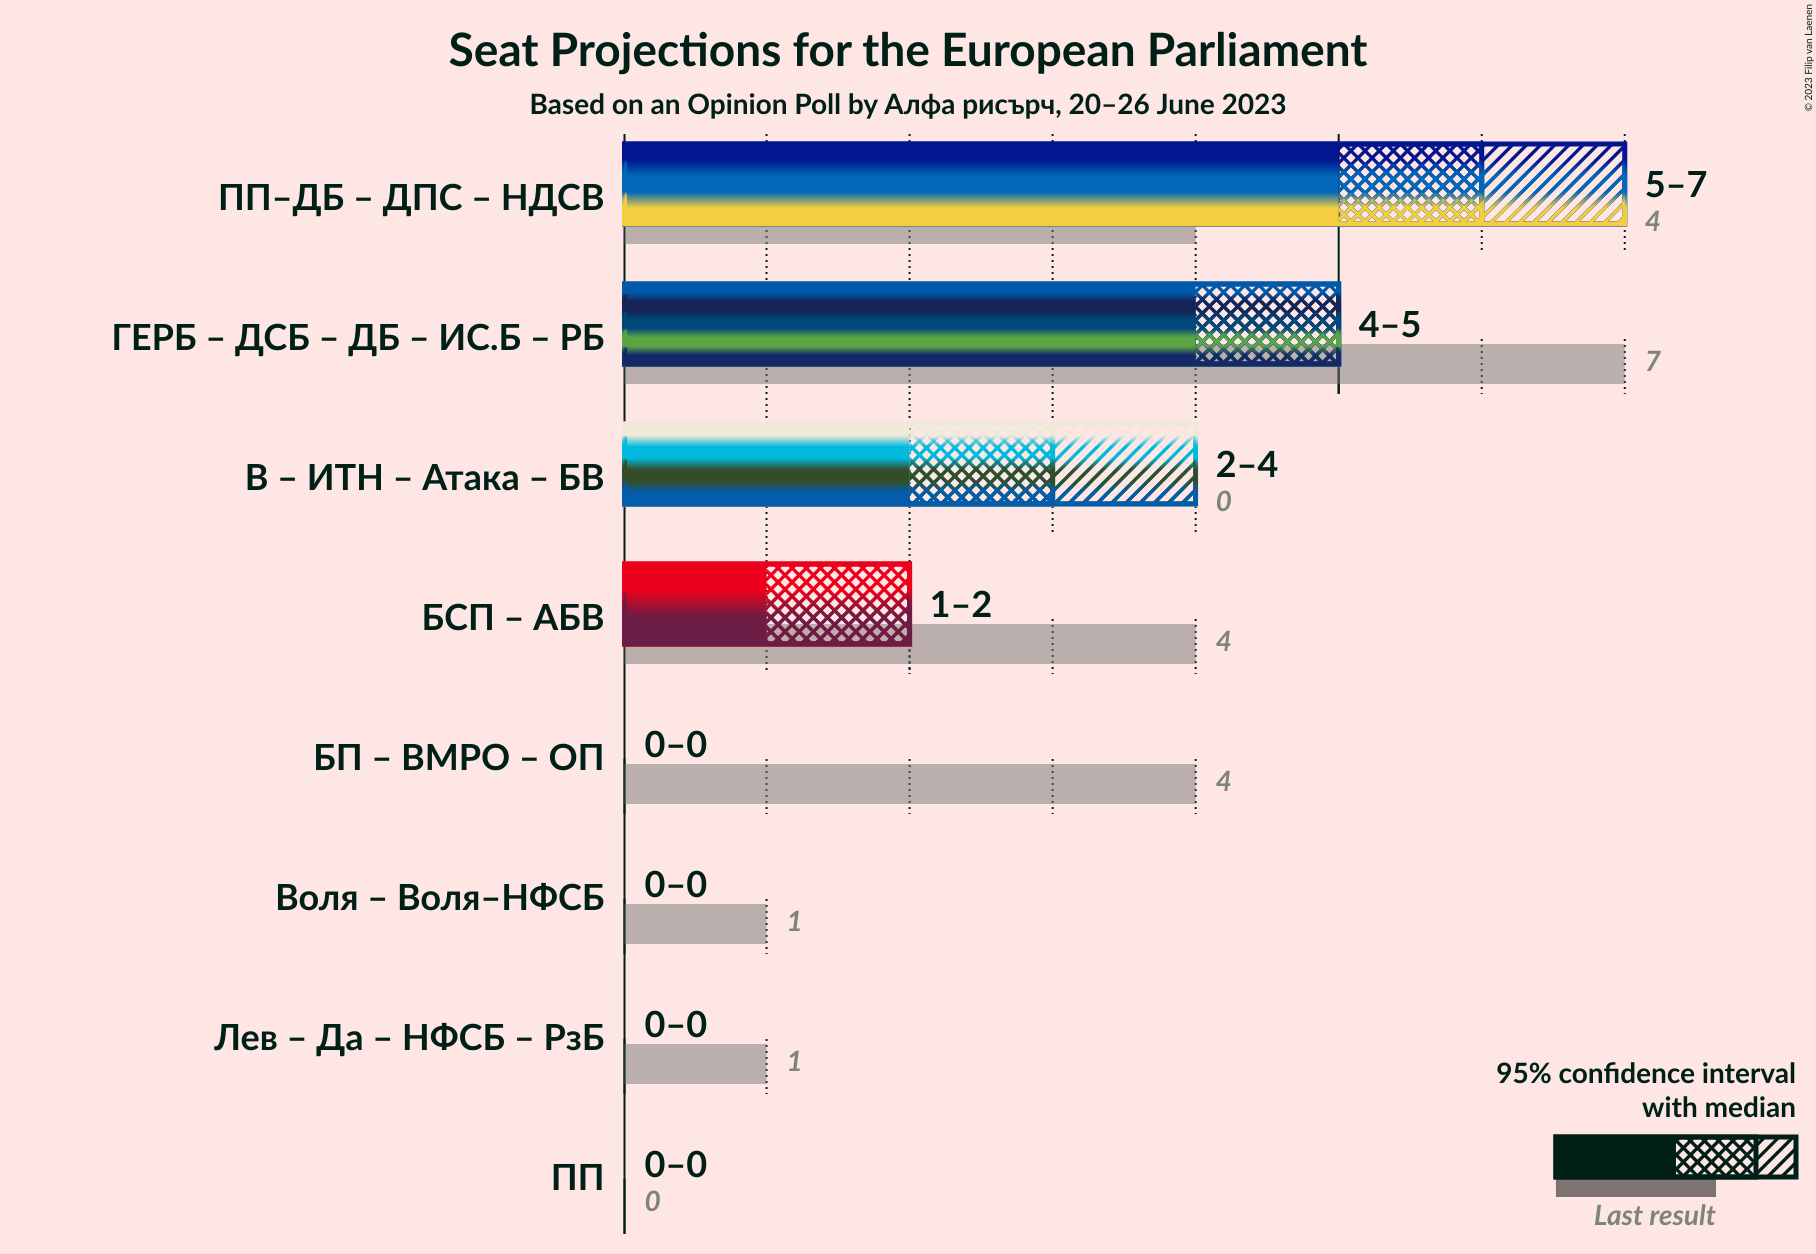 Seat Projections for the European Parliament
Based on an Opinion Poll by Алфа рисърч, 20–26 June 2023
© 2023 Filip van Laenen
ПП–ДБ – ДПС – НДСВ
5–7
4
ГЕРБ – ДСБ – ДБ – ИС.Б – РБ
4–5
7
В – ИТН – Атака – БВ
2–4
0
БСП – АБВ
1–2
4
БП – ВМРО – ОП
0–0
4
Воля – Воля–НФСБ
0–0
1
Лев – Да – НФСБ – РзБ
0–0
1
ПП
0–0
0
95% confidence interval
with median
Last result